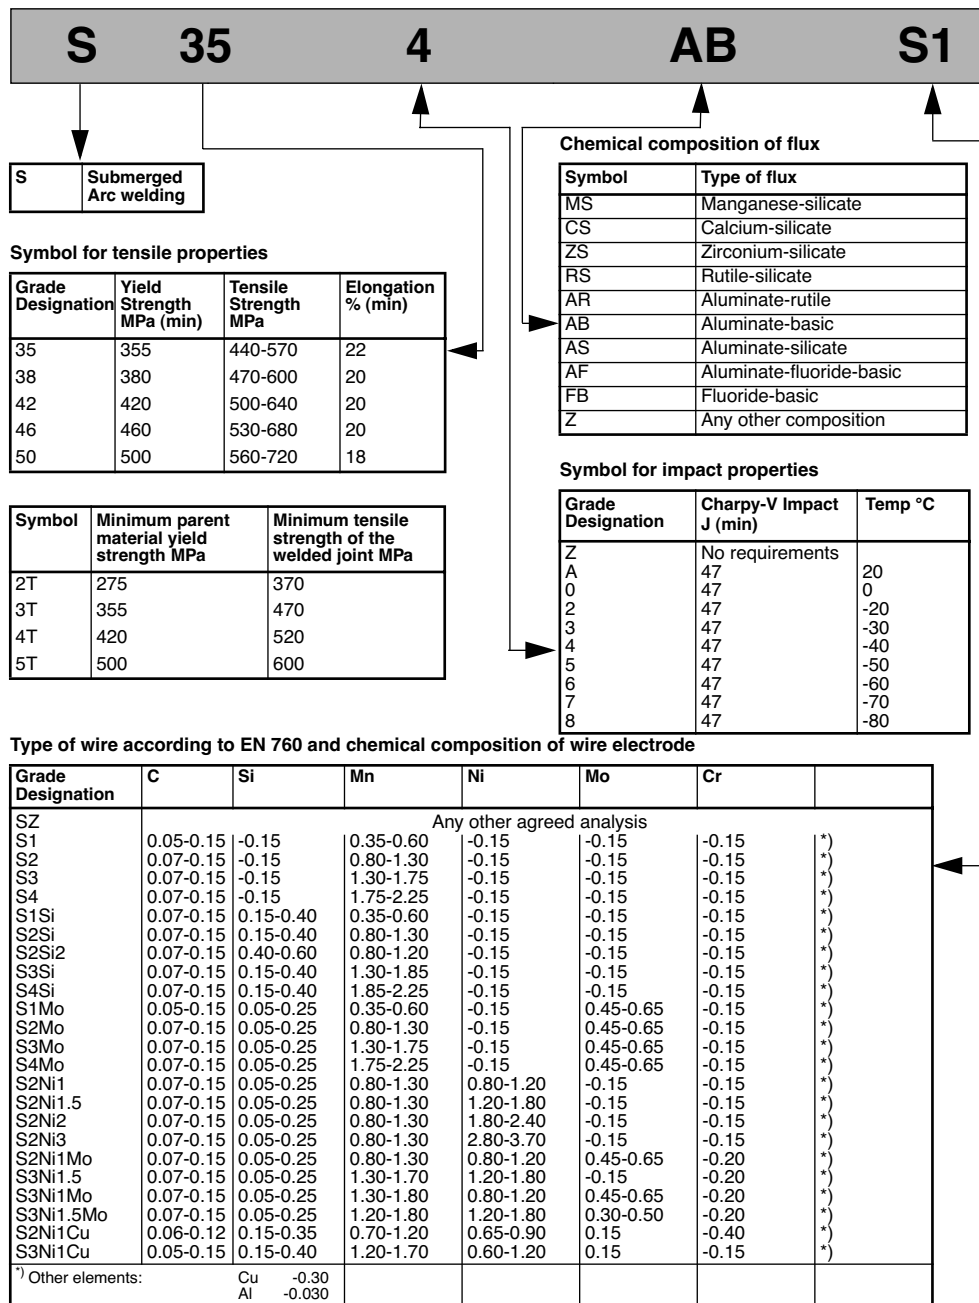 S 35 4 AB S1
S Submerged
Arc welding
Symbol for tensile properties
Grade Yield Tensile Elongation
Designation Strength Strength % (min)
MPa (min) MPa
35 355 440-570 22
38 380 470-600 20
42 420 500-640 20
46 460 530-680 20
50 500 560-720 18
Symbol Minimum parent Minimum tensile
material yield strength of the
strength MPa welded joint MPa
2T 275 370
3T 355 470
4T 420 520
5T 500 600
Chemical composition of flux
Symbol Type of flux
MS Manganese-silicate
CS Calcium-silicate
ZS Zirconium-silicate
RS Rutile-silicate
AR Aluminate-rutile
AB Aluminate-basic
AS Aluminate-silicate
AF Aluminate-fluoride-basic
FB Fluoride-basic
Z Any other composition
Symbol for impact properties
Grade Charpy-V Impact Temp °C
Designation J (min)
Z No requirements
A 47 20
0 47 0
2 47 -20
3 47 -30
4 47 -40
5 47 -50
6 47 -60
7 47 -70
8 47 -80
Type of wire according to EN 760 and chemical composition of wire electrode
Grade C Si Mn Ni Mo Cr
Designation
SZ Any other agreed analysis
S1 0.05-0.15 -0.15 0.35-0.60 -0.15 -0.15 -0.15 *)
S2 0.07-0.15 -0.15 0.80-1.30 -0.15 -0.15 -0.15 *)
S3 0.07-0.15 -0.15 1.30-1.75 -0.15 -0.15 -0.15 *)
S4 0.07-0.15 -0.15 1.75-2.25 -0.15 -0.15 -0.15 *)
S1Si 0.07-0.15 0.15-0.40 0.35-0.60 -0.15 -0.15 -0.15 *)
S2Si 0.07-0.15 0.15-0.40 0.80-1.30 -0.15 -0.15 -0.15 *)
S2Si2 0.07-0.15 0.40-0.60 0.80-1.20 -0.15 -0.15 -0.15 *)
S3Si 0.07-0.15 0.15-0.40 1.30-1.85 -0.15 -0.15 -0.15 *)
S4Si 0.07-0.15 0.15-0.40 1.85-2.25 -0.15 -0.15 -0.15 *)
S1Mo 0.05-0.15 0.05-0.25 0.35-0.60 -0.15 0.45-0.65 -0.15 *)
S2Mo 0.07-0.15 0.05-0.25 0.80-1.30 -0.15 0.45-0.65 -0.15 *)
S3Mo 0.07-0.15 0.05-0.25 1.30-1.75 -0.15 0.45-0.65 -0.15 *)
S4Mo 0.07-0.15 0.05-0.25 1.75-2.25 -0.15 0.45-0.65 -0.15 *)
S2Ni1 0.07-0.15 0.05-0.25 0.80-1.30 0.80-1.20 -0.15 -0.15 *)
S2Ni1.5 0.07-0.15 0.05-0.25 0.80-1.30 1.20-1.80 -0.15 -0.15 *)
S2Ni2 0.07-0.15 0.05-0.25 0.80-1.30 1.80-2.40 -0.15 -0.15 *)
S2Ni3 0.07-0.15 0.05-0.25 0.80-1.30 2.80-3.70 -0.15 -0.15 *)
S2Ni1Mo 0.07-0.15 0.05-0.25 0.80-1.30 0.80-1.20 0.45-0.65 -0.20 *)
S3Ni1.5 0.07-0.15 0.05-0.25 1.30-1.70 1.20-1.80 -0.15 -0.20 *)
S3Ni1Mo 0.07-0.15 0.05-0.25 1.30-1.80 0.80-1.20 0.45-0.65 -0.20 *)
S3Ni1.5Mo 0.07-0.15 0.05-0.25 1.20-1.80 1.20-1.80 0.30-0.50 -0.20 *)
S2Ni1Cu 0.06-0.12 0.15-0.35 0.70-1.20 0.65-0.90 0.15 -0.40 *)
S3Ni1Cu 0.05-0.15 0.15-0.40 1.20-1.70 0.60-1.20 0.15 -0.15 *)
*) Other elements: Cu -0.30
Al -0.030